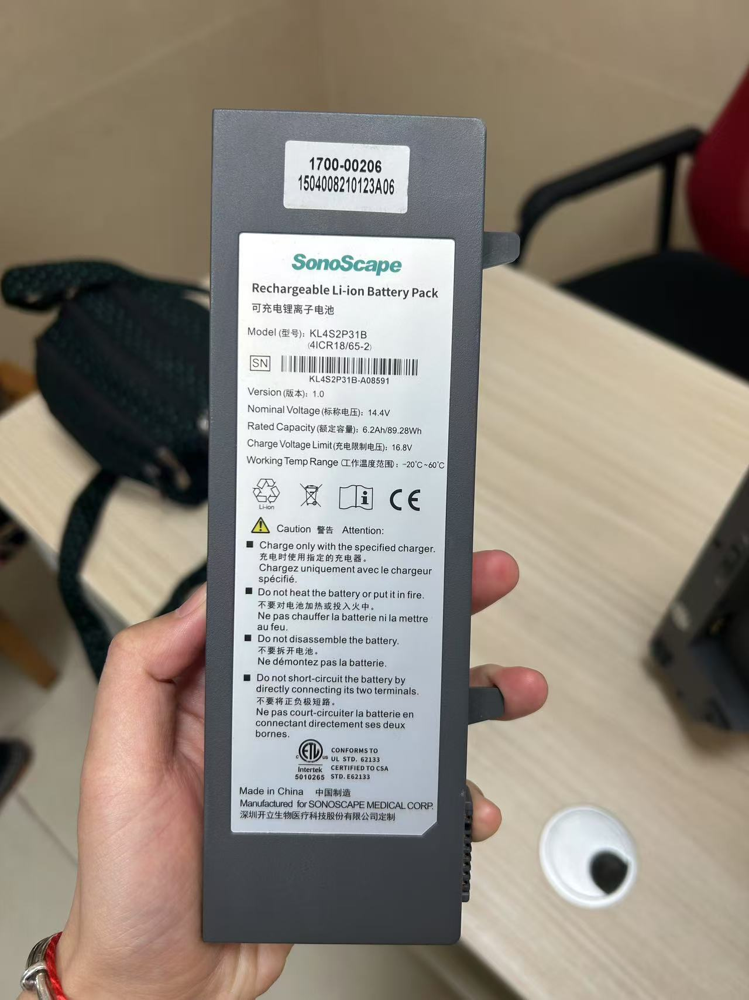 1700-00206
1504008210123A06
SonoScape
Rechargeable Li-ion Battery Pack
可充电锂离子电池
Model (型号): KL4S2P31B
(4ICR18/65-2)
SN
KL4S2P31B-A08591
Version (版本): 1.0
Nominal Voltage (标称电压): 14.4V
Rated Capacity (额定容量): 6.2Ah/89.28Wh
Charge Voltage Limit (充电限制电压): 16.8V
Working Temp Range (工作温度范围): -20℃~60℃
Li-ion
CE
Caution 警告 Attention:
■ Charge only with the specified charger.
充电时使用指定的充电器。
Chargez uniquement avec le chargeur
spécifié.
■ Do not heat the battery or put it in fire.
不要对电池加热或投入火中。
Ne pas chauffer la batterie ni la mettre
au feu.
■ Do not disassemble the battery.
不要拆开电池。
Ne démontez pas la batterie.
■ Do not short-circuit the battery by
directly connecting its two terminals.
不要将正负极短路。
Ne pas court-circuiter la batterie en
connectant directement ses deux
bornes.
C ETL US
Intertek
5010265
CONFORMS TO
UL STD. 62133
CERTIFIED TO CSA
STD. E62133
Made in China 中国制造
Manufactured for SONOSCAPE MEDICAL CORP.
深圳开立生物医疗科技股份有限公司定制